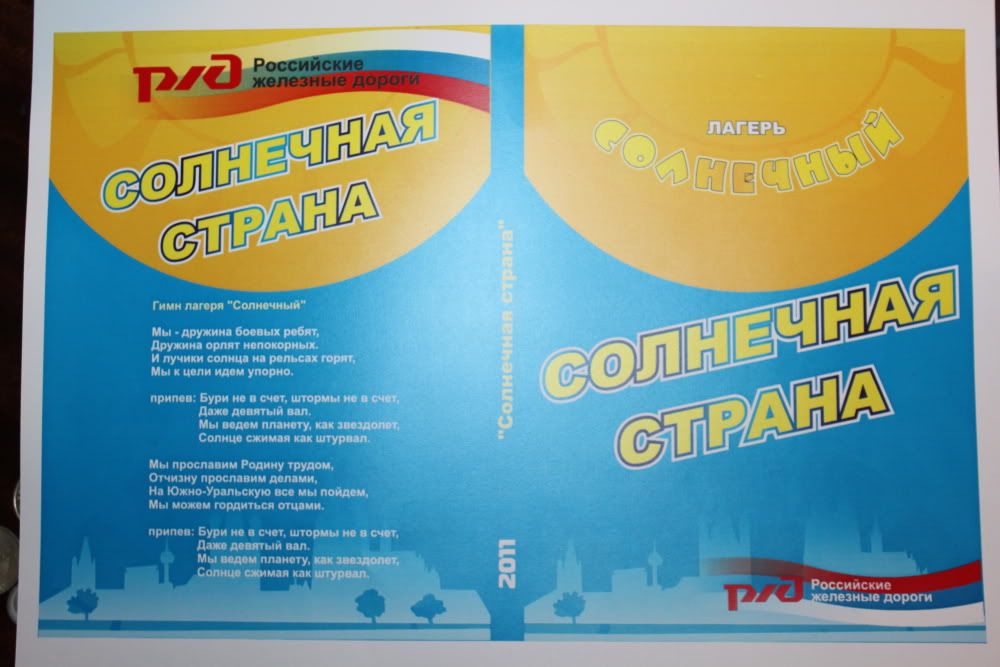 РЖД
Российские
железные дороги
СОЛНЕЧНАЯ
СТРАНА
Гимн лагеря "Солнечный"
Мы - дружина боевых ребят,
Дружина орлят непокорных.
И лучики солнца на рельсах горят,
Мы к цели идем упорно.
припев: Бури не в счет, штормы не в счет,
Даже девятый вал.
Мы ведем планету, как звездолет,
Солнце сжимая как штурвал.
Мы прославим Родину трудом,
Отчизну прославим делами,
На Южно-Уральскую все мы пойдем,
Мы можем гордиться отцами.
припев: Бури не в счет, штормы не в счет,
Даже девятый вал.
Мы ведем планету, как звездолет,
Солнце сжимая как штурвал.
"Солнечная страна"
2011
ЛАГЕРЬ
СОЛНЕЧНЫЙ
СОЛНЕЧНАЯ
СТРАНА
РЖД
Российские
железные дороги